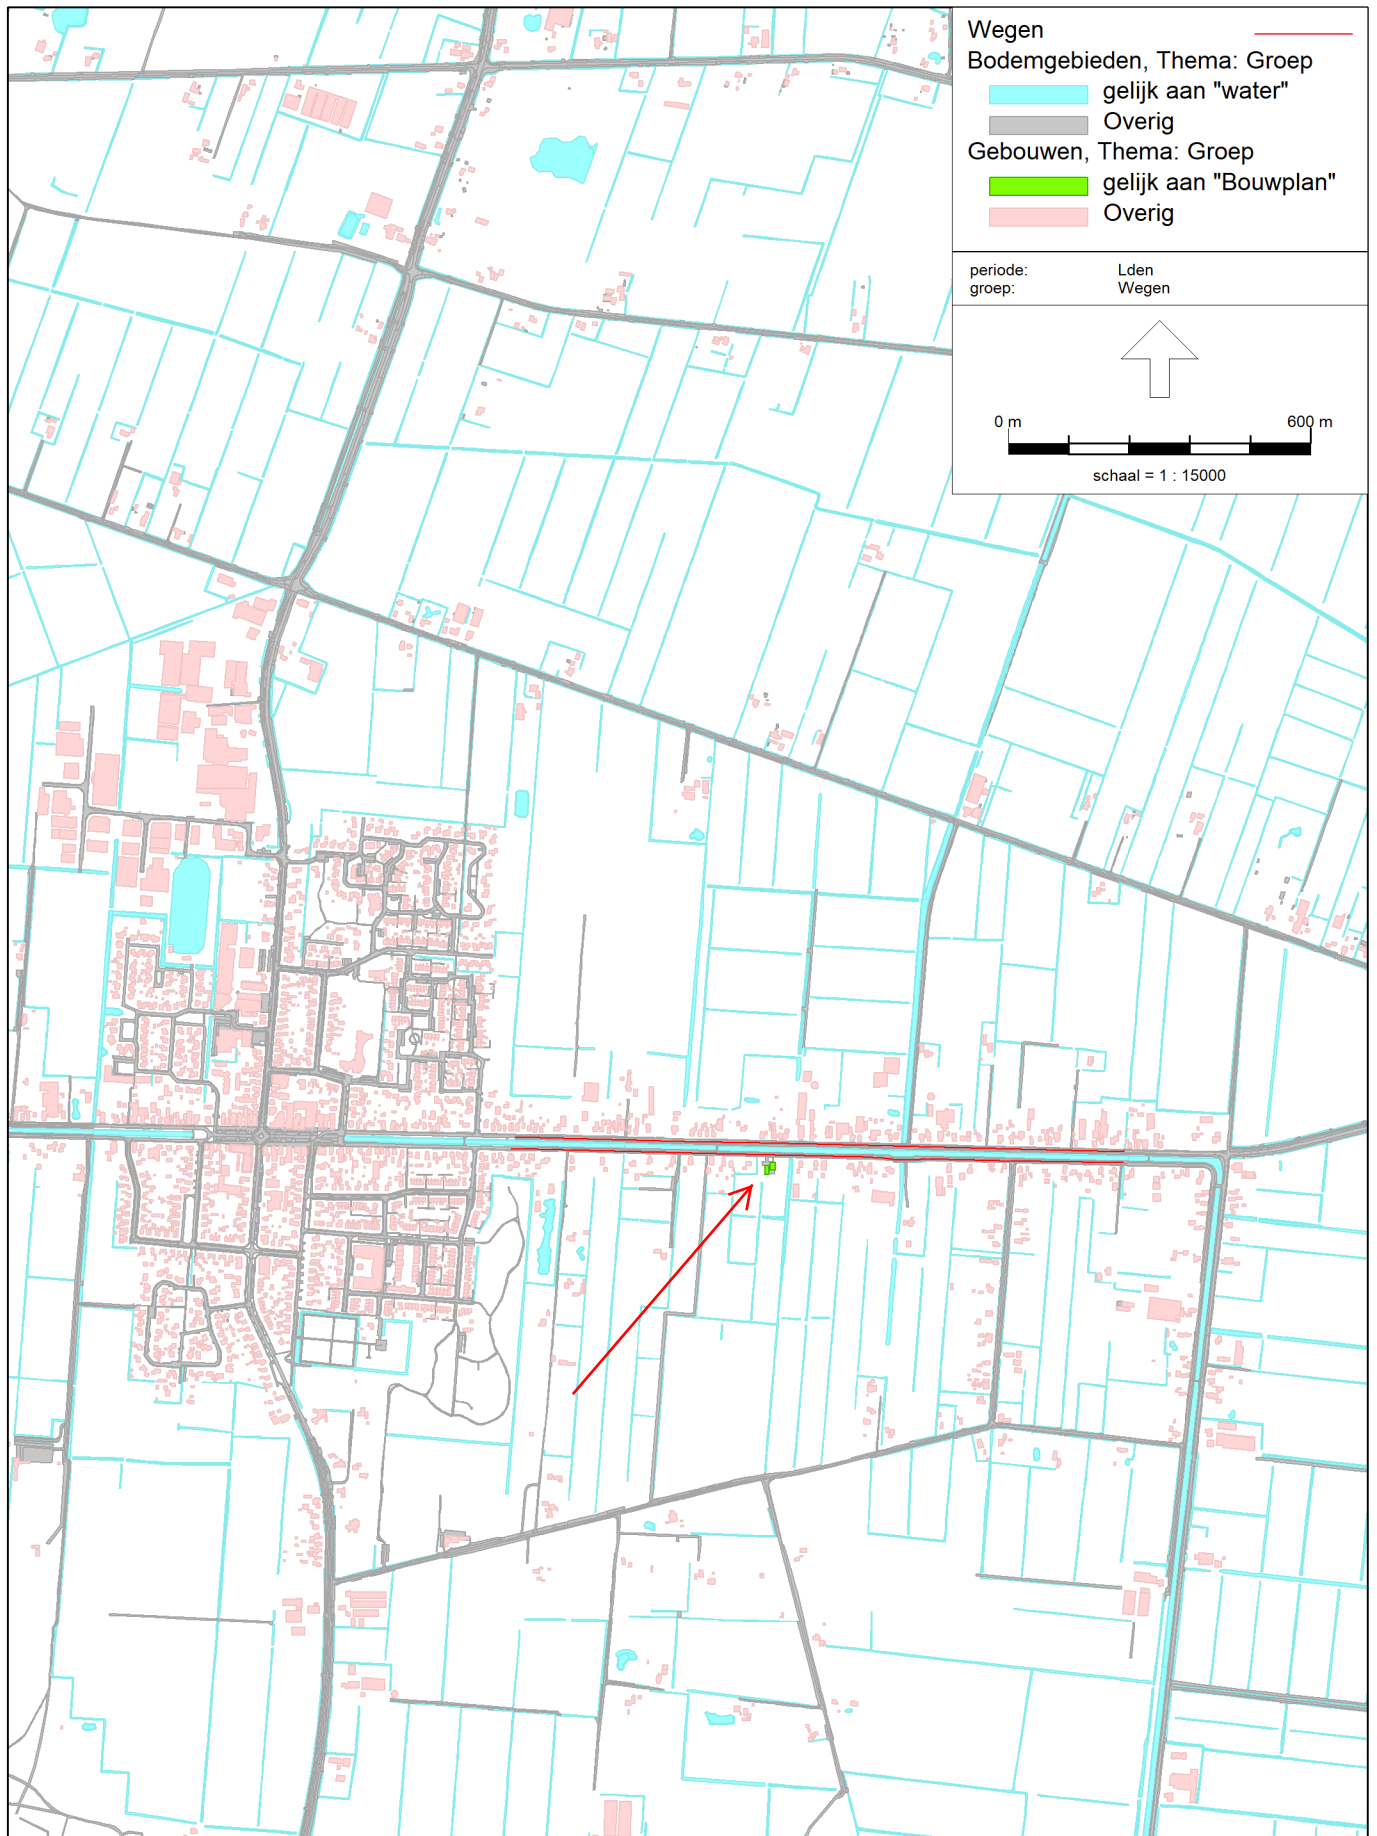 Wegen
Bodemgebieden, Thema: Groep
gelijk aan "water"
Overig
Gebouwen, Thema: Groep
gelijk aan "Bouwplan"
Overig
periode: Lden
groep: Wegen
0 m 600 m
schaal = 1 : 15000